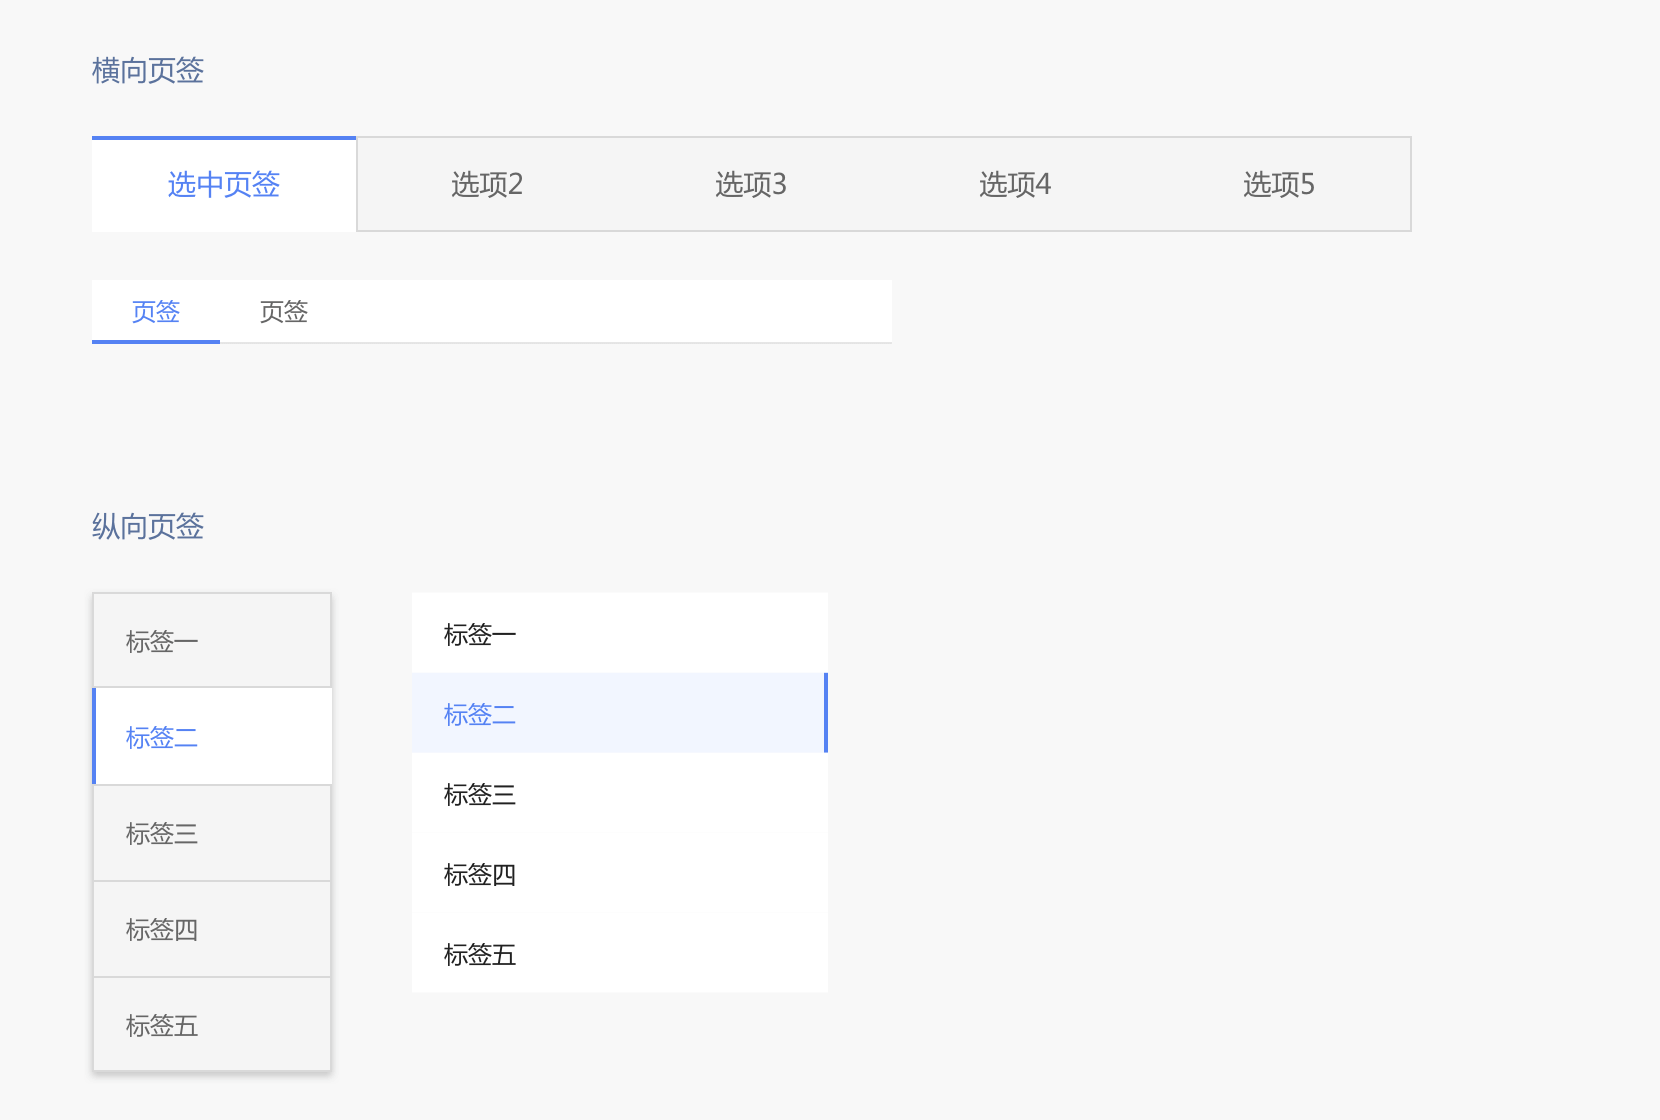 横向页签
选中页签 选项2 选项3 选项4 选项5
页签 页签
纵向页签
标签一
标签二
标签三
标签四
标签五
标签一
标签二
标签三
标签四
标签五